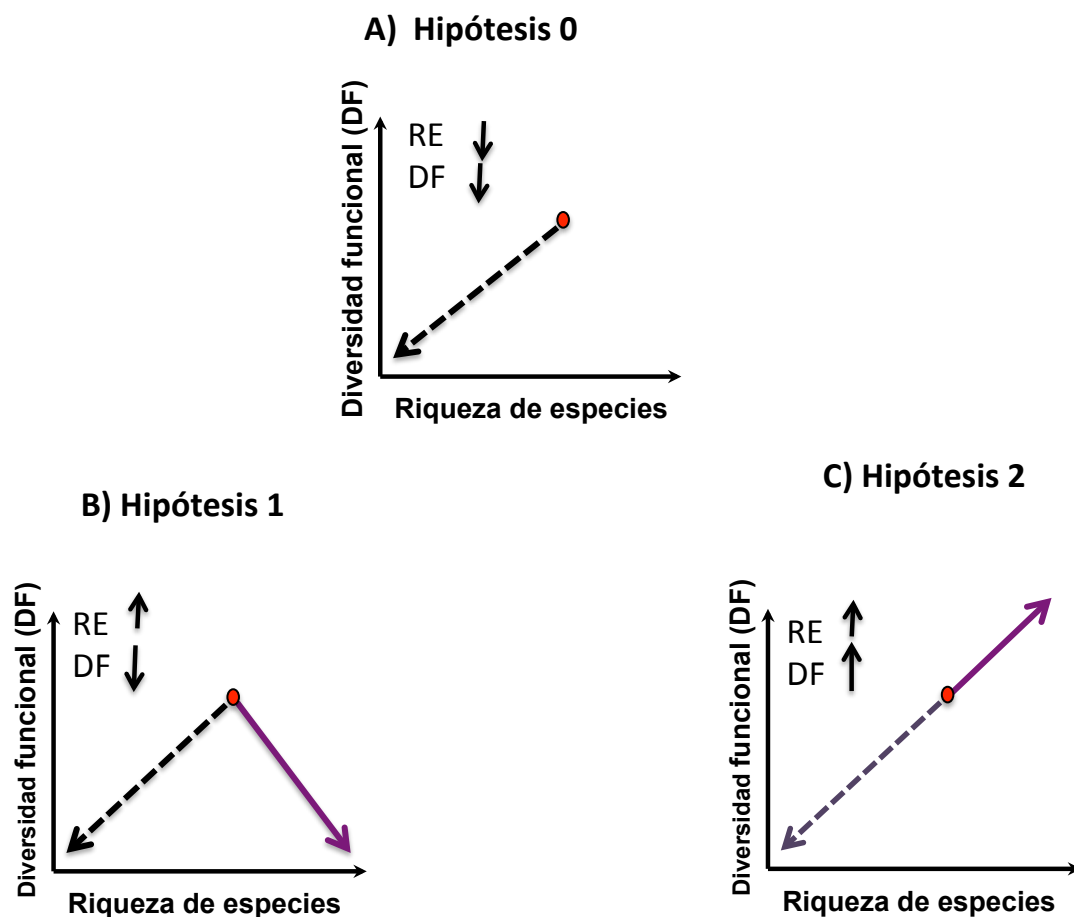 A) Hipótesis 0
Diversidad funcional (DF)
RE
DF
Riqueza de especies
B) Hipótesis 1
Diversidad funcional (DF)
RE
DF
Riqueza de especies
C) Hipótesis 2
Diversidad funcional (DF)
RE
DF
Riqueza de especies